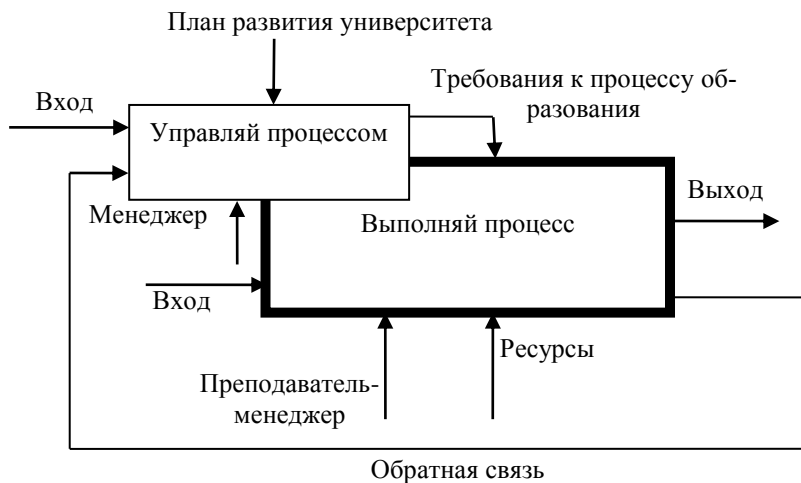 План развития университета
Требования к процессу об-
разования
Вход
Управляй процессом
Выход
Менеджер
Выполняй процесс
Вход
Ресурсы
Преподаватель-
менеджер
Обратная связь